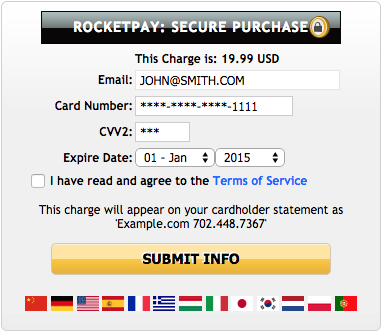 ROCKETPAY: SECURE PURCHASE
This Charge is: 19.99 USD
Email: JOHN@SMITH.COM
Card Number: ****-****-****-1111
CVV2: ***
Expire Date: 01 - Jan 2015
I have read and agree to the Terms of Service
This charge will appear on your cardholder statement as
'Example.com 702.448.7367'
SUBMIT INFO